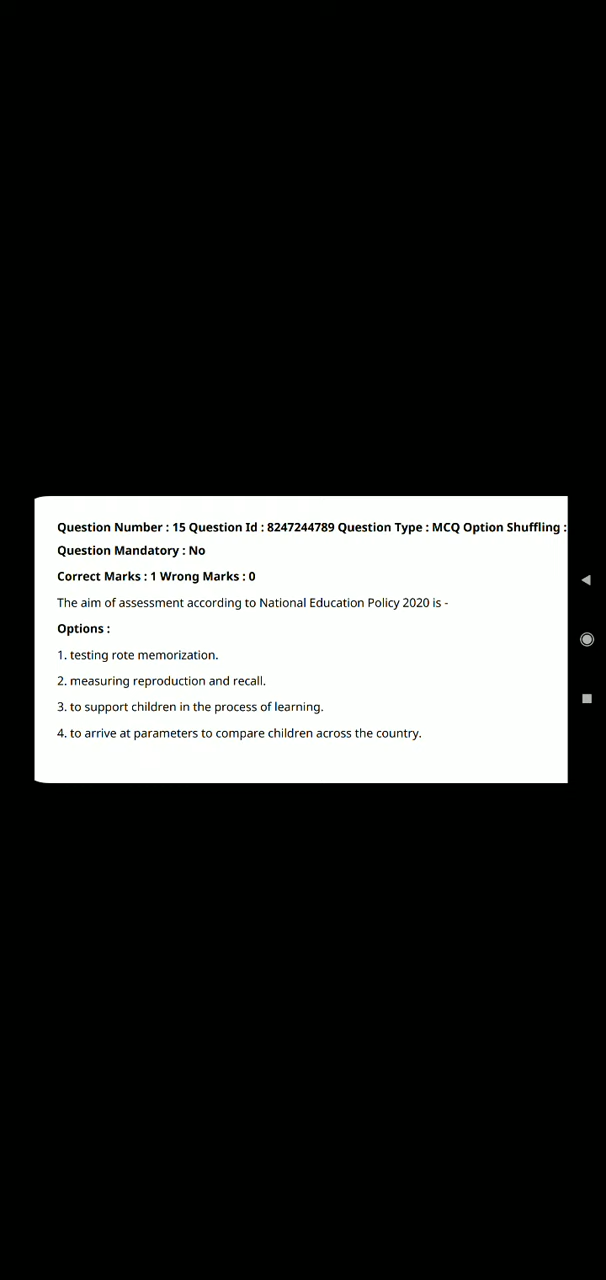 Question Number : 15 Question Id : 8247244789 Question Type : MCQ Option Shuffling :
Question Mandatory : No
Correct Marks : 1 Wrong Marks : 0
The aim of assessment according to National Education Policy 2020 is -
Options :
1. testing rote memorization.
2. measuring reproduction and recall.
3. to support children in the process of learning.
4. to arrive at parameters to compare children across the country.